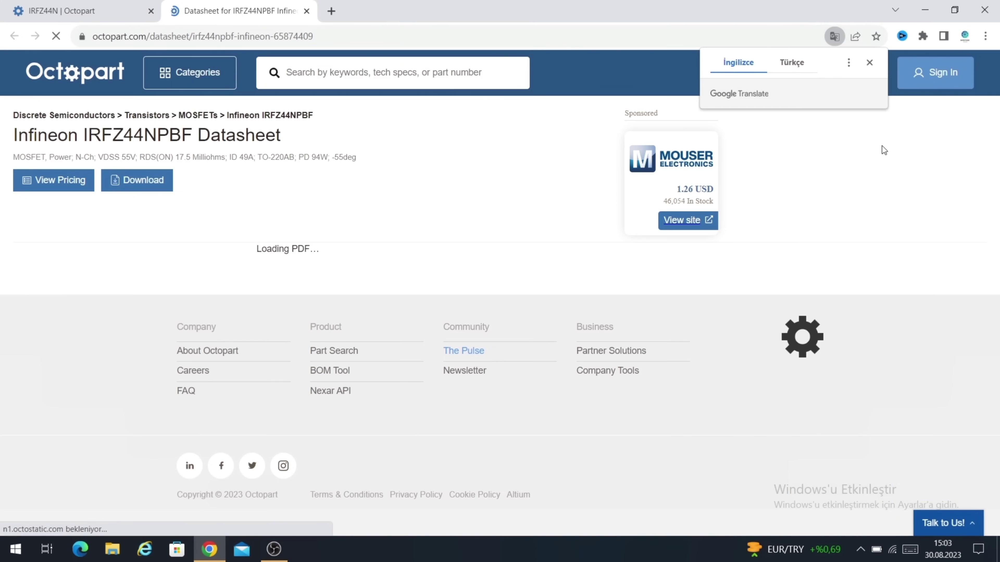 IRFZ44N | Octopart
Datasheet for IRFZ44NPBF Infine
octopart.com/datasheet/irfz44npbf-infineon-65874409
Octopart
Categories
Search by keywords, tech specs, or part number
İngilizce
Türkçe
Google Translate
Sign In
Discrete Semiconductors > Transistors > MOSFETs > Infineon IRFZ44NPBF
Infineon IRFZ44NPBF Datasheet
MOSFET, Power; N-Ch; VDSS 55V; RDS(ON) 17.5 Milliohms; ID 49A; TO-220AB; PD 94W; -55deg
View Pricing
Download
Sponsored
M MOUSER
ELECTRONICS
1.26 USD
46,054 In Stock
View site
Loading PDF…
Company
About Octopart
Careers
FAQ
Product
Part Search
BOM Tool
Nexar API
Community
The Pulse
Newsletter
Business
Partner Solutions
Company Tools
in
f
Copyright © 2023 Octopart
Terms & Conditions
Privacy Policy
Cookie Policy
Altium
Windows'u Etkinleştir
Windows'u etkinleştirmek için Ayarlar'a gidin.
Talk to Us!
n1.octostatic.com bekleniyor...
EUR/TRY +%0,69
15:03
30.08.2023